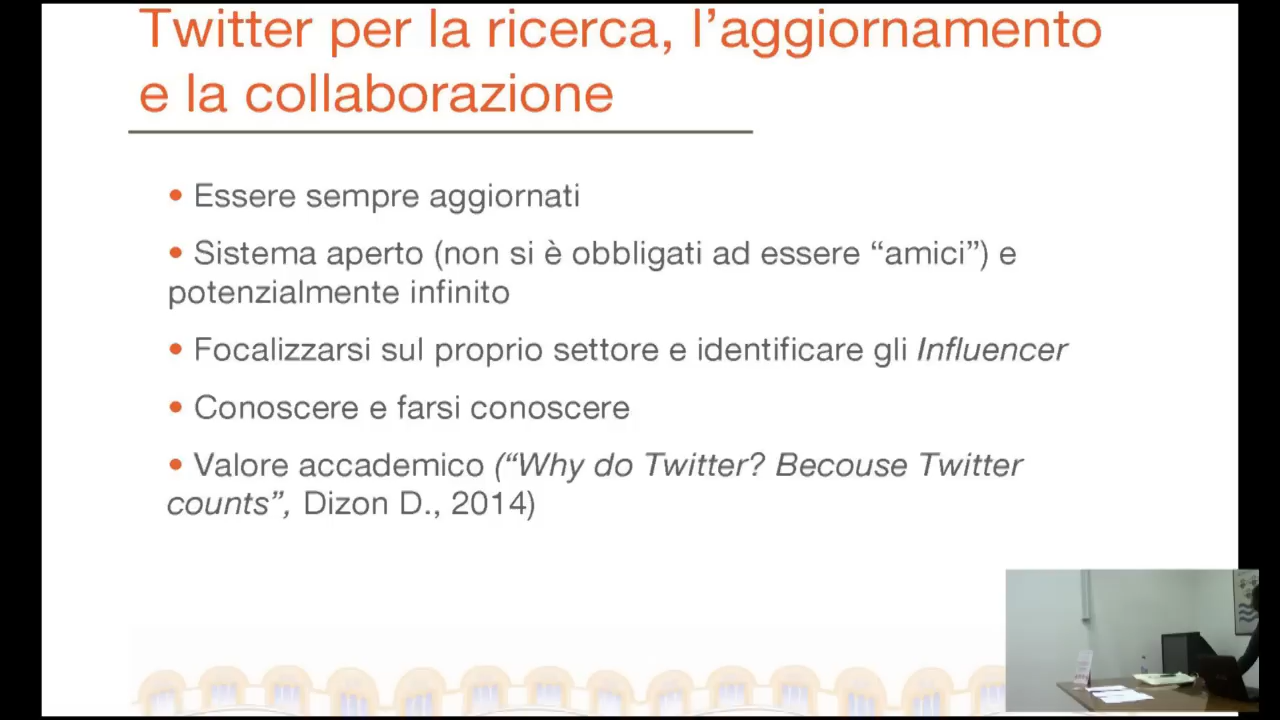 Twitter per la ricerca, l’aggiornamento
e la collaborazione
• Essere sempre aggiornati
• Sistema aperto (non si è obbligati ad essere “amici”) e
potenzialmente infinito
• Focalizzarsi sul proprio settore e identificare gli Influencer
• Conoscere e farsi conoscere
• Valore accademico (“Why do Twitter? Becouse Twitter
counts”, Dizon D., 2014)